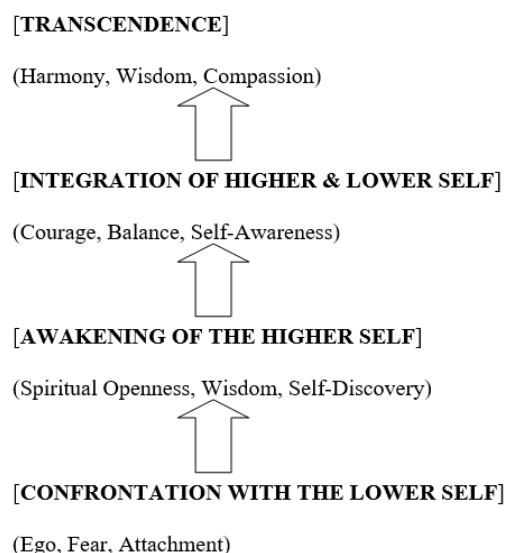 [TRANSCENDENCE]
(Harmony, Wisdom, Compassion)
[INTEGRATION OF HIGHER & LOWER SELF]
(Courage, Balance, Self-Awareness)
[AWAKENING OF THE HIGHER SELF]
(Spiritual Openness, Wisdom, Self-Discovery)
[CONFRONTATION WITH THE LOWER SELF]
(Ego, Fear, Attachment)